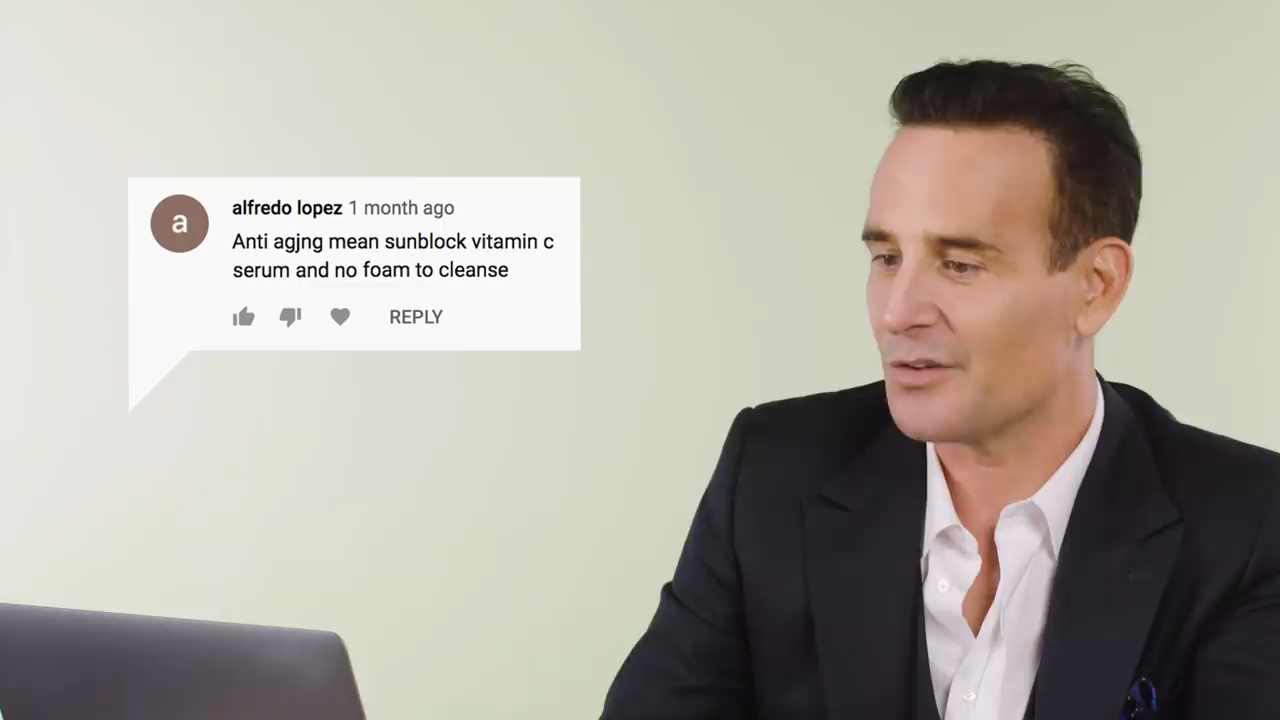 a
alfredo lopez 1 month ago
Anti agjng mean sunblock vitamin c
serum and no foam to cleanse
REPLY